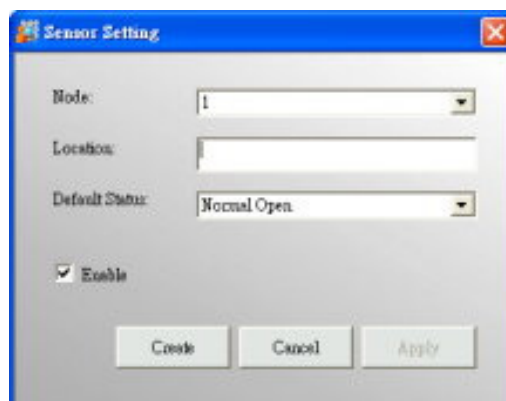 Sensor Setting
Node:
1
Location:
Default Status:
Normal Open
Enable
Create
Cancel
Apply